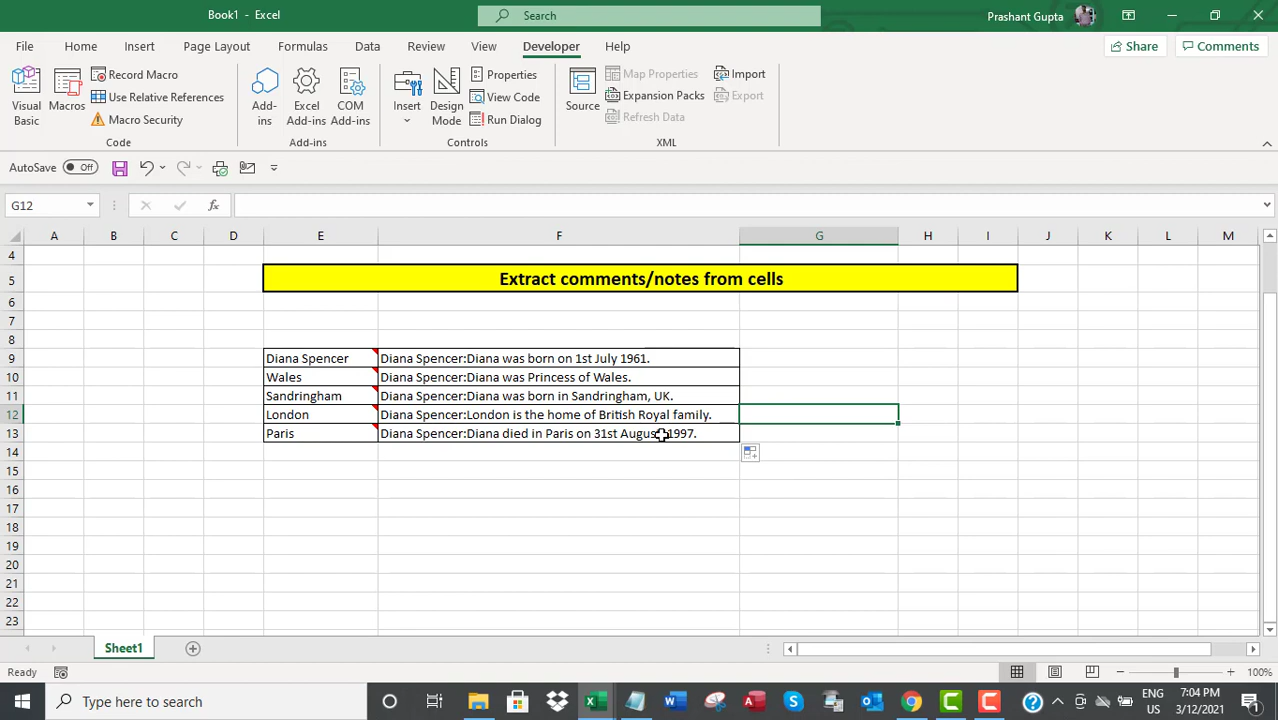 Book1 - Excel
Search
Prashant Gupta
File Home Insert Page Layout Formulas Data Review View Developer Help
Share Comments
Visual Basic
Macros
Record Macro
Use Relative References
Macro Security
Code
Add-ins
Excel Add-ins
COM Add-ins
Add-ins
Insert
Design Mode
Properties
View Code
Run Dialog
Controls
Source
Map Properties
Expansion Packs
Refresh Data
Import
Export
XML
AutoSave Off
G12
fx
A B C D E F G H I J K L M
4
5 Extract comments/notes from cells
6
7
8
9 Diana Spencer Diana Spencer:Diana was born on 1st July 1961.
10 Wales Diana Spencer:Diana was Princess of Wales.
11 Sandringham Diana Spencer:Diana was born in Sandringham, UK.
12 London Diana Spencer:London is the home of British Royal family.
13 Paris Diana Spencer:Diana died in Paris on 31st August 1997.
14
15
16
17
18
19
20
21
22
23
Sheet1
Ready
100%
Type here to search
ENG
US
7:04 PM
3/12/2021